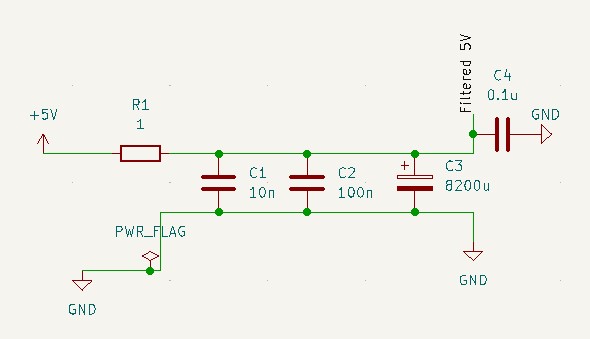 Filtered 5V
C4
0.1u
GND
+5V
R1
1
C1
10n
C2
100n
+
C3
8200u
PWR_FLAG
GND
GND